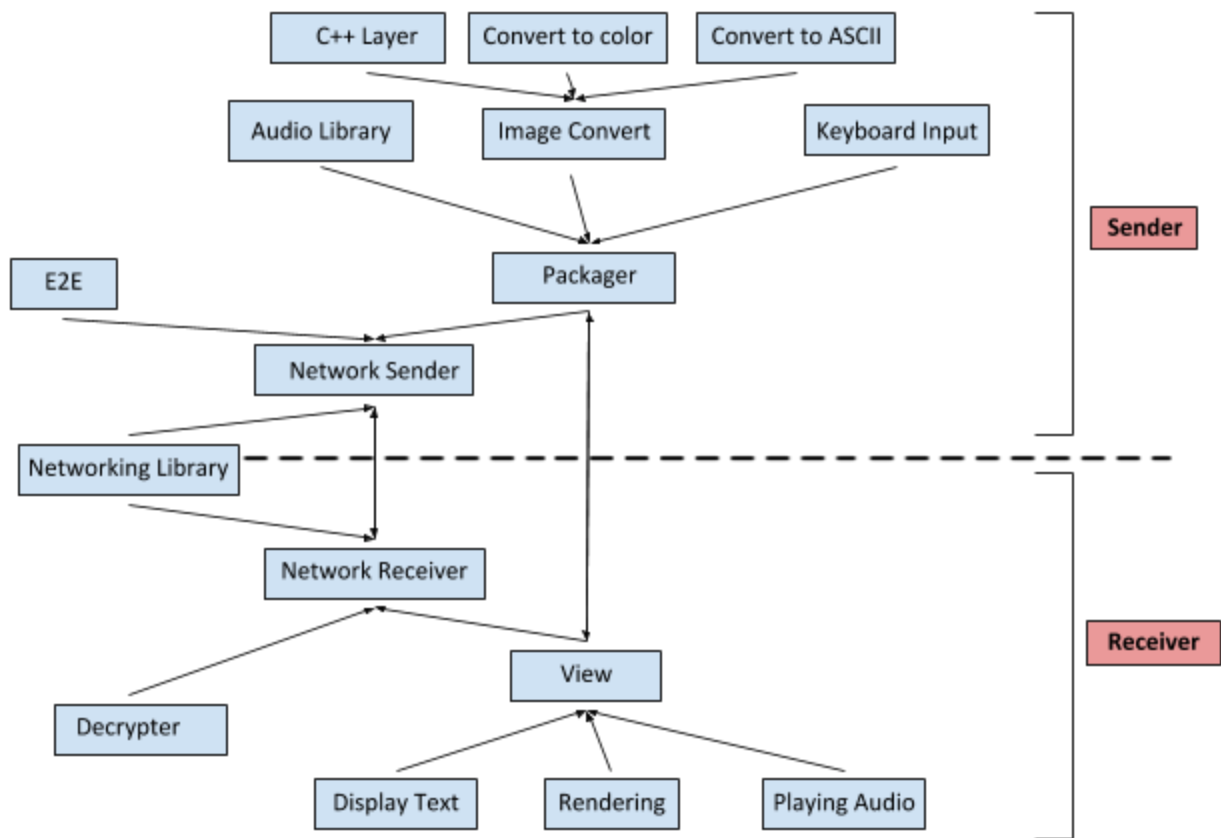 C++ Layer
Convert to color
Convert to ASCII
Audio Library
Image Convert
Keyboard Input
Sender
E2E
Packager
Network Sender
Networking Library
Network Receiver
Receiver
View
Decrypter
Display Text
Rendering
Playing Audio